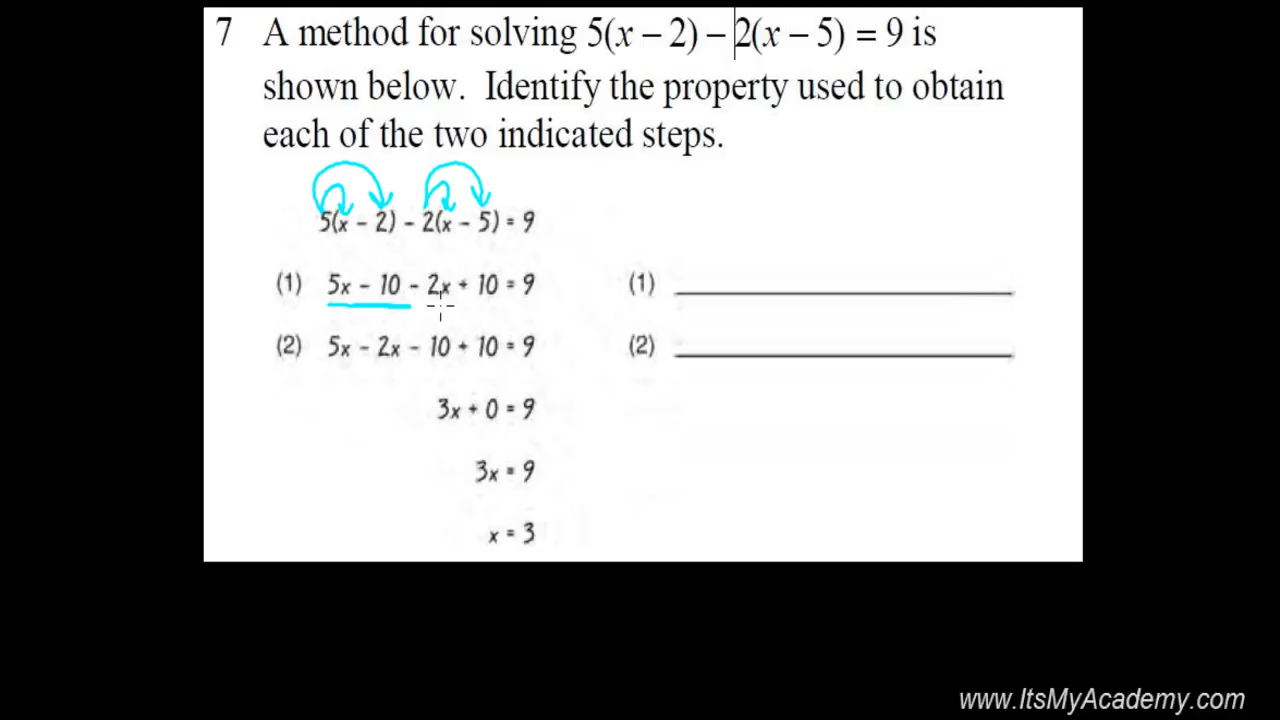 7 A method for solving 5(x – 2) – 2(x – 5) = 9 is
shown below. Identify the property used to obtain
each of the two indicated steps.
5(x - 2) - 2(x - 5) = 9
(1) 5x - 10 - 2x + 10 = 9 (1) ____________________
(2) 5x - 2x - 10 + 10 = 9 (2) ____________________
3x + 0 = 9
3x = 9
x = 3
www.ItsMyAcademy.com